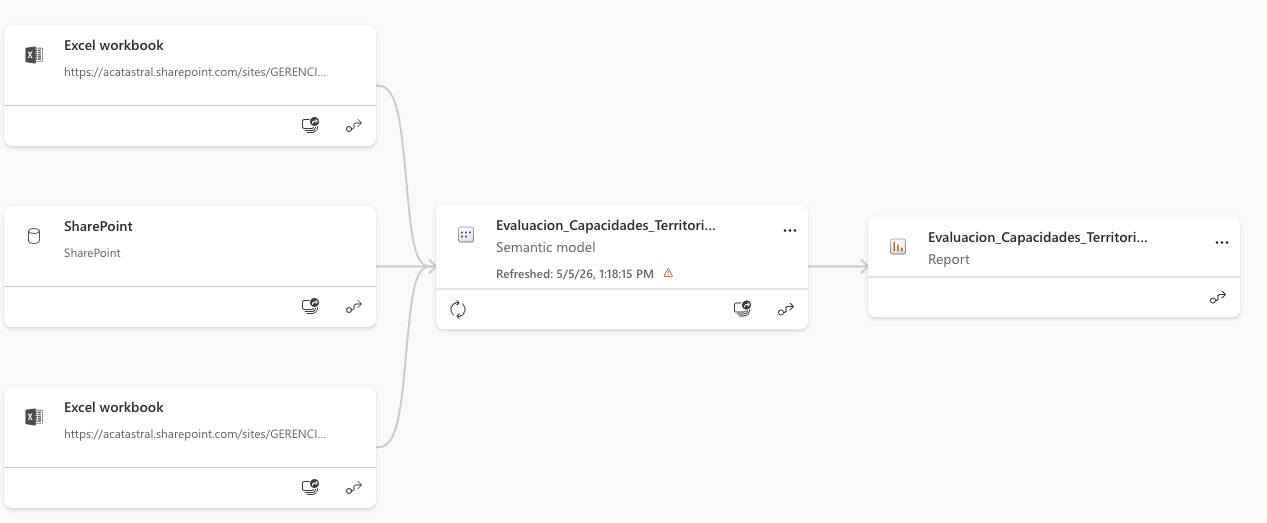 Excel workbook
https://acatastral.sharepoint.com/sites/GERENCI...
SharePoint
SharePoint
Excel workbook
https://acatastral.sharepoint.com/sites/GERENCI...
Evaluacion_Capacidades_Territori...
Semantic model
Refreshed: 5/5/26, 1:18:15 PM
Evaluacion_Capacidades_Territori...
Report